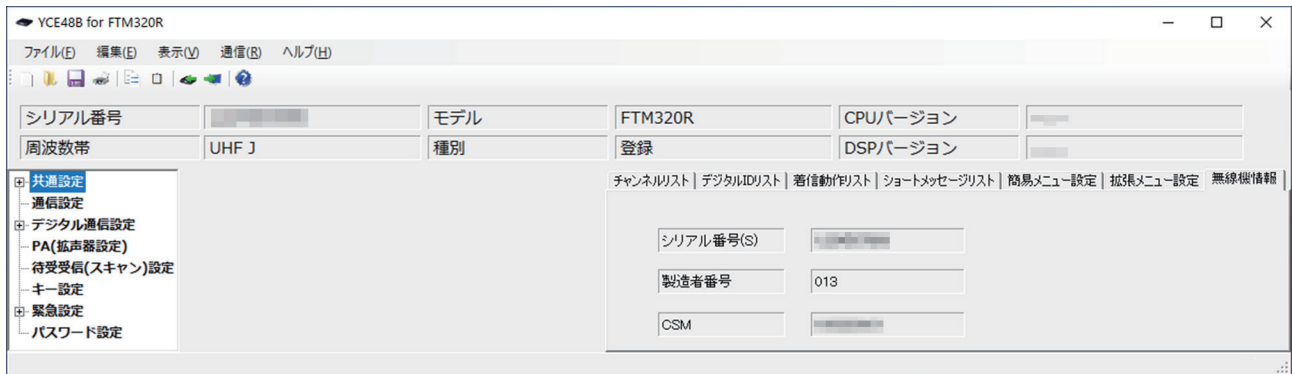 YCE48B for FTM320R
ファイル(F) 編集(E) 表示(V) 通信(R) ヘルプ(H)
シリアル番号 モデル FTM320R CPUバージョン
周波数帯 UHF J 種別 登録 DSPバージョン
共通設定
通信設定
デジタル通信設定
PA(拡声器設定)
待受受信(スキャン)設定
キー設定
緊急設定
パスワード設定
チャンネルリスト デジタルIDリスト 着信動作リスト ショートメッセージリスト 簡易メニュー設定 拡張メニュー設定 無線機情報
シリアル番号(S)
製造者番号 013
CSM